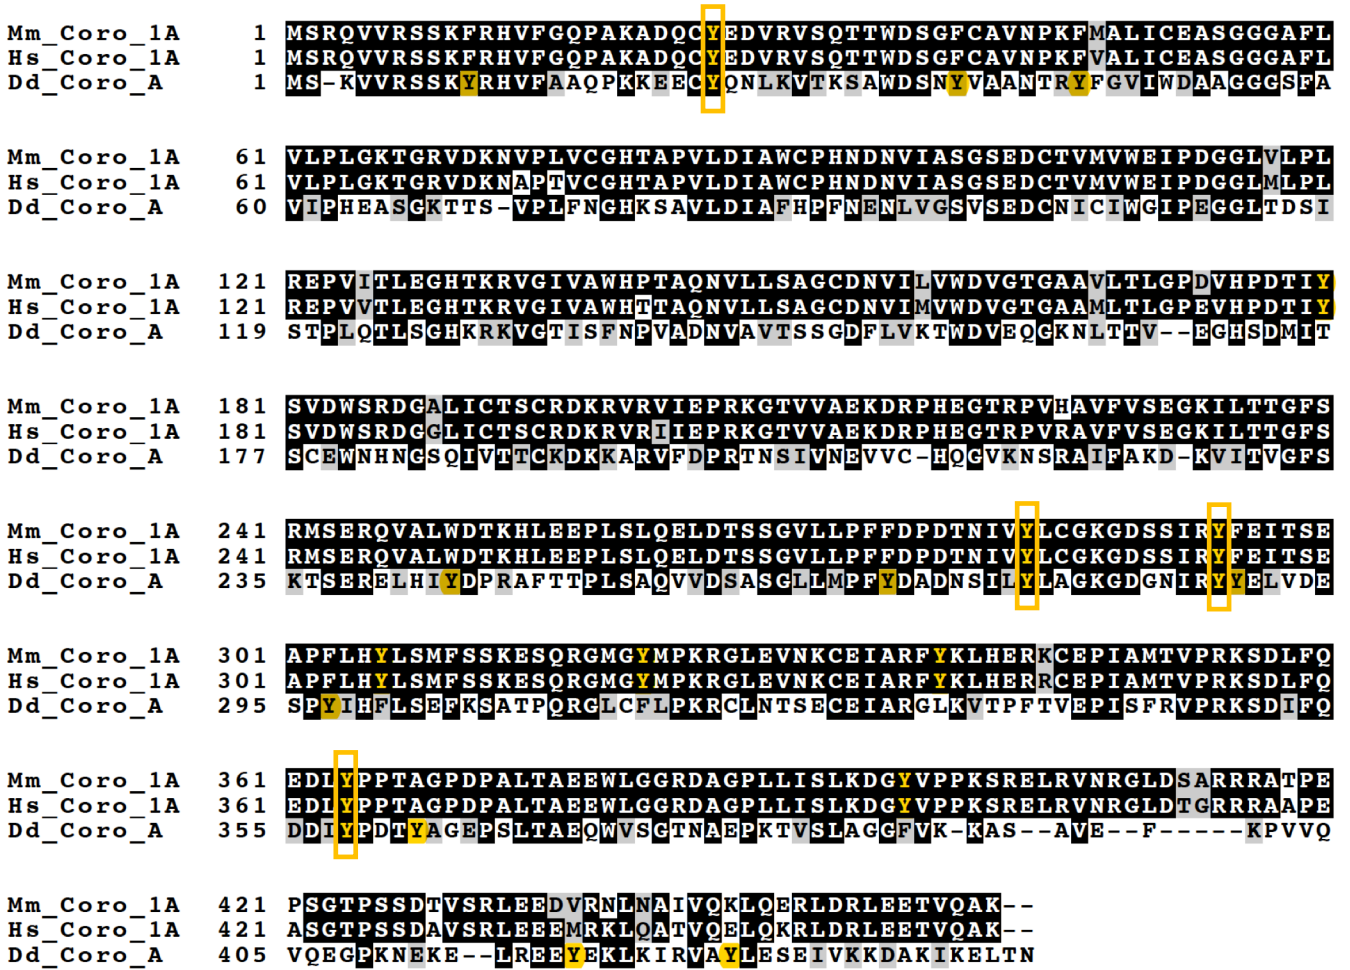 Mm_Coro_1A 1 MSRQVVRSSKFRHVFGQPAKADQCYEDVRVSQTTWDSGFCAVNPKFMALICEASGGGAFL
Hs_Coro_1A 1 MSRQVVRSSKFRHVFGQPAKADQCYEDVRVSQTTWDSGFCAVNPKFVALICEASGGGAFL
Dd_Coro_A 1 MS-KVVRSSKYRHVFAAQPKKEECYQNLKVTKSAWDSNYVAANTRYFGVIWDAAGGGSFA
Mm_Coro_1A 61 VLPLGKTGRVDKNVPLVCGHTAPVLDIAWCPHNDNVIASGSEDCTVMVWEIPDGGLVLPL
Hs_Coro_1A 61 VLPLGKTGRVDKNAPTVCGHTAPVLDIAWCPHNDNVIASGSEDCTVMVWEIPDGGLMLPL
Dd_Coro_A 60 VIPHEASGKTTS-VPLFNGHKSAVLDIAFHPFNENLVGSVSEDCNICIWGIPEGGLTDSI
Mm_Coro_1A 121 REPVITLEGHTKRVGIVAWHPTAQNVLLSAGCDNVILVWDVGTGAAVLTLGPDVHPDTIY
Hs_Coro_1A 121 REPVVTLEGHTKRVGIVAWHTTAQNVLLSAGCDNVIMVWDVGTGAAMLTLGPEVHPDTIY
Dd_Coro_A 119 STPLQTLSGHKRKVGTISFNPVADNVAVTSSGDFLVKTWDVEQGKNLTTV--EGHSDMIT
Mm_Coro_1A 181 SVDWSRDGALICTSCRDKRVRVIEPRKGTVVAEKDRPHEGTRPVHAVFVSEGKILTTGFS
Hs_Coro_1A 181 SVDWSRDGGLICTSCRDKRVRIIEPRKGTVVAEKDRPHEGTRPVRAVFVSEGKILTTGFS
Dd_Coro_A 177 SCEWNHNGSQIVTTCKDKKARVFDPRTNSIVNEVVC-HQGVKNSRAIFAKD-KVITVGFS
Mm_Coro_1A 241 RMSERQVALWDTKHLEEPLSLQELDTSSGVLLPFFDPDTNIVYLCGKGDSSIRYFEITSE
Hs_Coro_1A 241 RMSERQVALWDTKHLEEPLSLQELDTSSGVLLPFFDPDTNIVYLCGKGDSSIRYFEITSE
Dd_Coro_A 235 KTSERELHIYDPRAFTTPLSAQVVDSASGLLMPFYDADNSILYLAGKGDGNIRYYELVDE
Mm_Coro_1A 301 APFLHYLSMFSSKESQRGMGYMPKRGLEVNKCEIARFYKLHERKCEPIAMTVPRKSDLFQ
Hs_Coro_1A 301 APFLHYLSMFSSKESQRGMGYMPKRGLEVNKCEIARFYKLHERRCEPIAMTVPRKSDLFQ
Dd_Coro_A 295 SPYIHFLSEFKSATPQRGLCFLPKRCLNTSECEIARGLKVTPFTVEPISFRVPRKSDIFQ
Mm_Coro_1A 361 EDLYPPTAGPDPALTAEEWLGGRDAGPLLISLKDGYVPPKSRELRVNRGLDSARRRATPE
Hs_Coro_1A 361 EDLYPPTAGPDPALTAEEWLGGRDAGPLLISLKDGYVPPKSRELRVNRGLDTGRRRAAPE
Dd_Coro_A 355 DDIYPDTYAGEPSLTAEQWVSGTNAEPKTVSLAGGFVK-KAS--AVE--F-----KPVVQ
Mm_Coro_1A 421 PSGTPSSDTVSRLEEDVRNLNAIVQKLQERLDRLEETVQAK--
Hs_Coro_1A 421 ASGTPSSDAVSRLEEEMRKLQATVQELQKRLDRLEETVQAK--
Dd_Coro_A 405 VQEGPKNEKE--LREEYEKLKIRVAYLESEIVKKDAKIKELTN